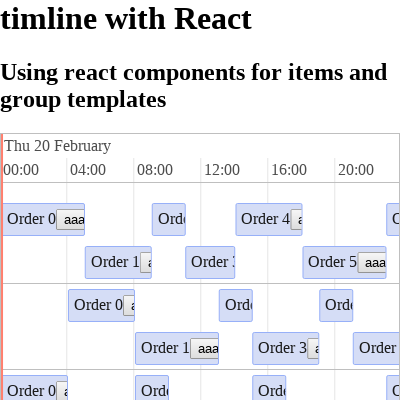 timline with React
Using react components for items and
group templates
Thu 20 February
00:00 04:00 08:00 12:00 16:00 20:00
Order 0 aaa Order 4
Order 1 Order Order 5 aaa
Order 0
Order 1 aaa Order 3 Order
Order 0